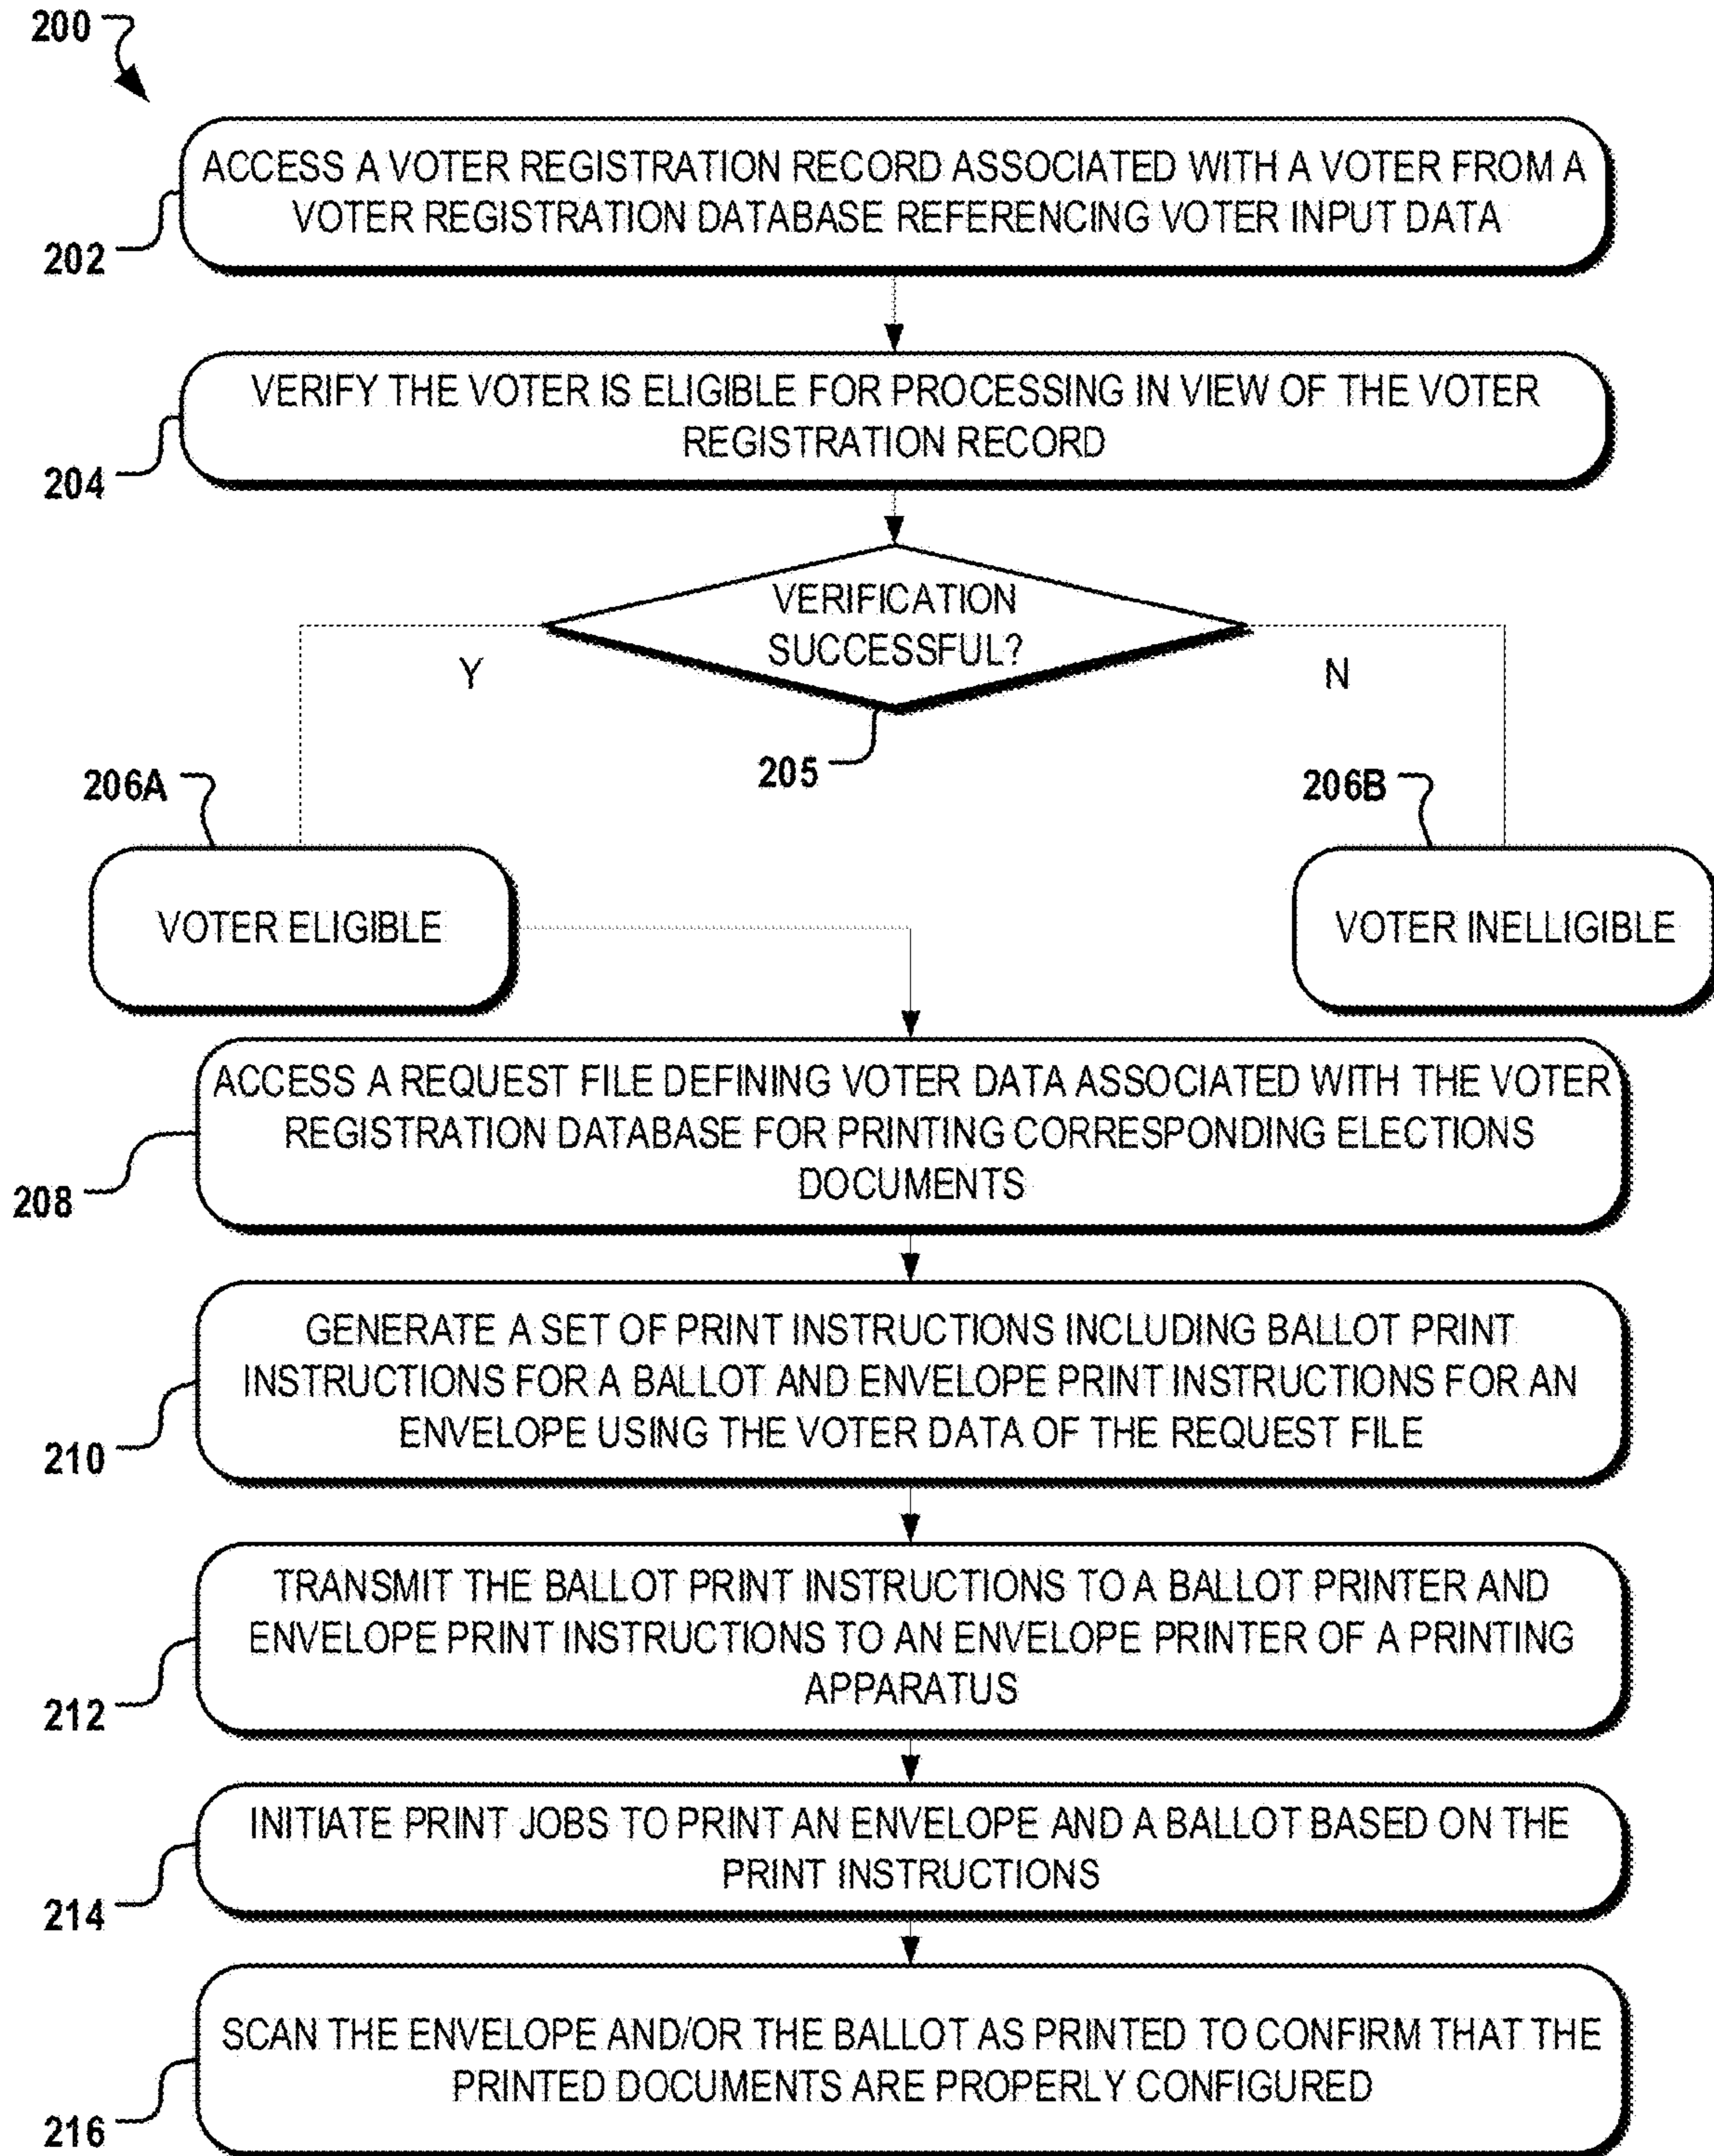 200
ACCESS A VOTER REGISTRATION RECORD ASSOCIATED WITH A VOTER FROM A
VOTER REGISTRATION DATABASE REFERENCING VOTER INPUT DATA
202
VERIFY THE VOTER IS ELIGIBLE FOR PROCESSING IN VIEW OF THE VOTER
REGISTRATION RECORD
204
VERIFICATION
SUCCESSFUL?
Y
N
205
206A
206B
VOTER ELIGIBLE
VOTER INELLIGIBLE
ACCESS A REQUEST FILE DEFINING VOTER DATA ASSOCIATED WITH THE VOTER
REGISTRATION DATABASE FOR PRINTING CORRESPONDING ELECTIONS
DOCUMENTS
208
GENERATE A SET OF PRINT INSTRUCTIONS INCLUDING BALLOT PRINT
INSTRUCTIONS FOR A BALLOT AND ENVELOPE PRINT INSTRUCTIONS FOR AN
ENVELOPE USING THE VOTER DATA OF THE REQUEST FILE
210
TRANSMIT THE BALLOT PRINT INSTRUCTIONS TO A BALLOT PRINTER AND
ENVELOPE PRINT INSTRUCTIONS TO AN ENVELOPE PRINTER OF A PRINTING
APPARATUS
212
INITIATE PRINT JOBS TO PRINT AN ENVELOPE AND A BALLOT BASED ON THE
PRINT INSTRUCTIONS
214
SCAN THE ENVELOPE AND/OR THE BALLOT AS PRINTED TO CONFIRM THAT THE
PRINTED DOCUMENTS ARE PROPERLY CONFIGURED
216